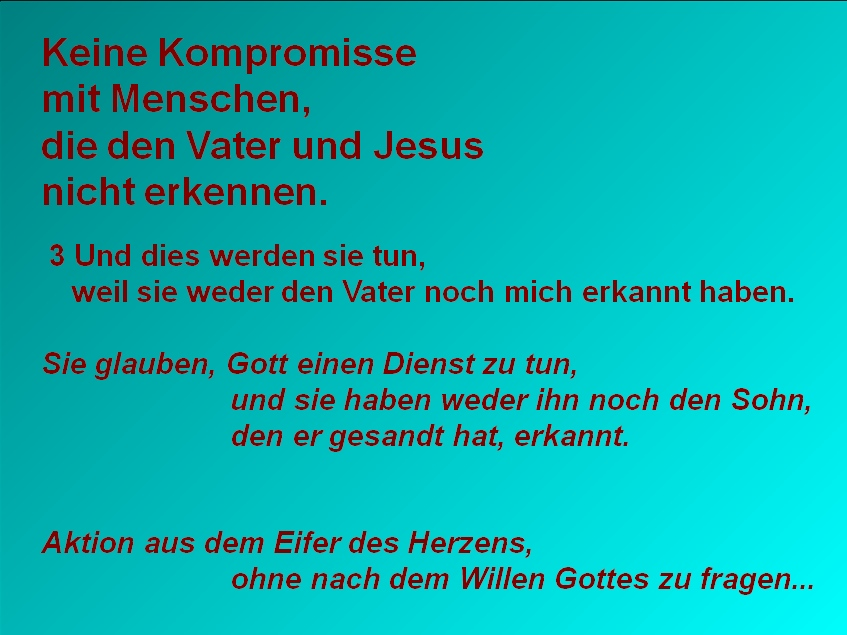 Keine Kompromisse
mit Menschen,
die den Vater und Jesus
nicht erkennen.
3 Und dies werden sie tun,
weil sie weder den Vater noch mich erkannt haben.
Sie glauben, Gott einen Dienst zu tun,
und sie haben weder ihn noch den Sohn,
den er gesandt hat, erkannt.
Aktion aus dem Eifer des Herzens,
ohne nach dem Willen Gottes zu fragen...